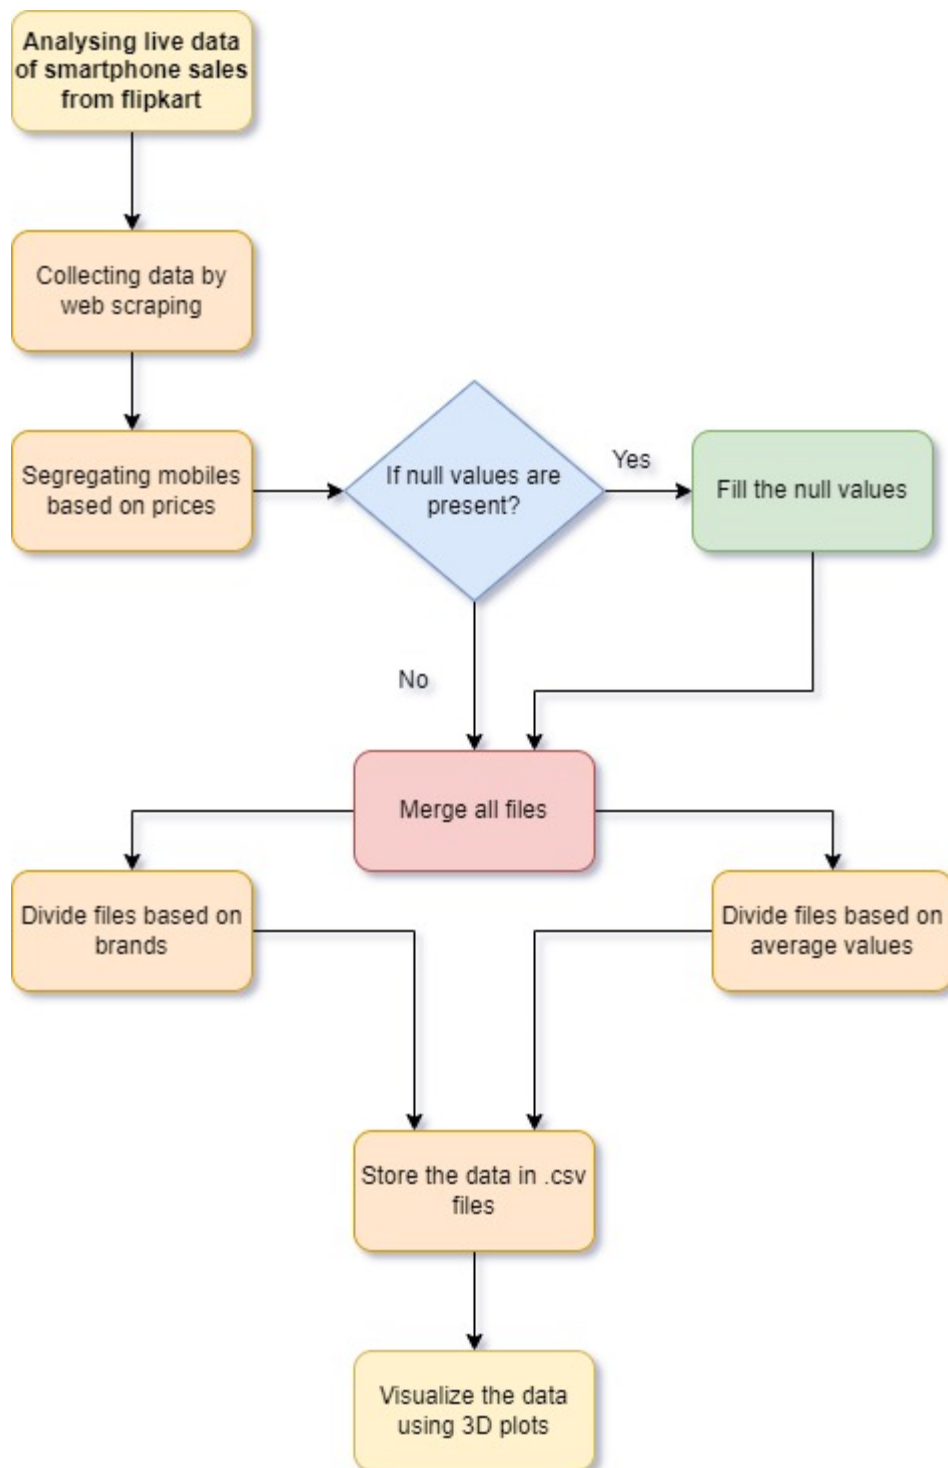 Analysing live data
of smartphone sales
from flipkart
Collecting data by
web scraping
Segregating mobiles
based on prices
If null values are
present?
Yes
Fill the null values
No
Merge all files
Divide files based on
brands
Divide files based on
average values
Store the data in .csv
files
Visualize the data
using 3D plots